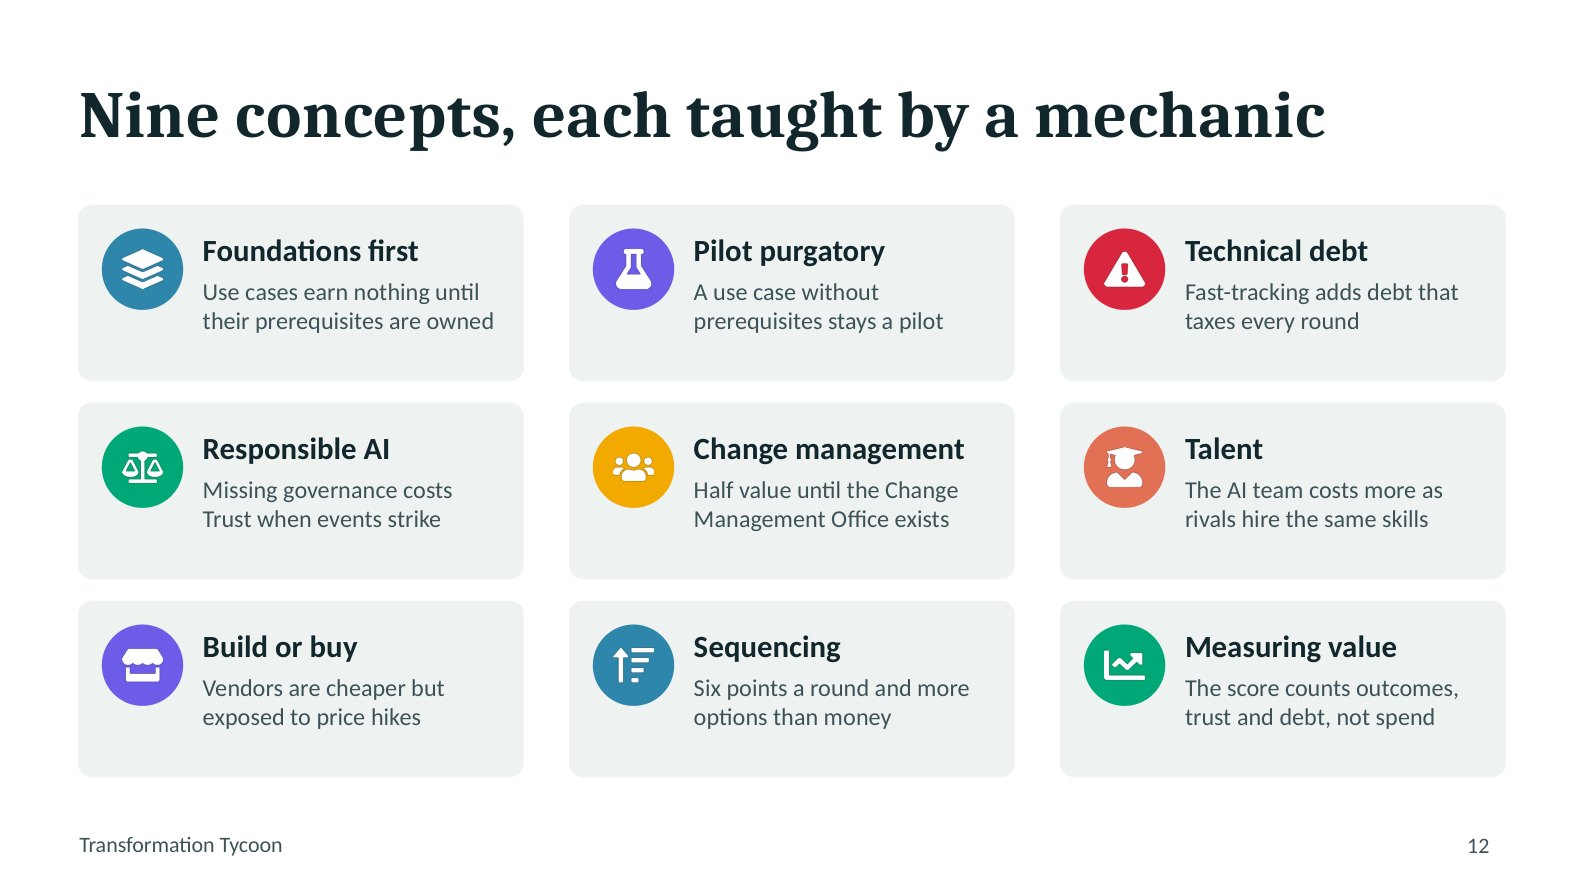 Nine concepts, each taught by a mechanic
Foundations first
Use cases earn nothing until
their prerequisites are owned
Pilot purgatory
A use case without
prerequisites stays a pilot
Technical debt
Fast-tracking adds debt that
taxes every round
Responsible AI
Missing governance costs
Trust when events strike
Change management
Half value until the Change
Management Office exists
Talent
The AI team costs more as
rivals hire the same skills
Build or buy
Vendors are cheaper but
exposed to price hikes
Sequencing
Six points a round and more
options than money
Measuring value
The score counts outcomes,
trust and debt, not spend
Transformation Tycoon
12